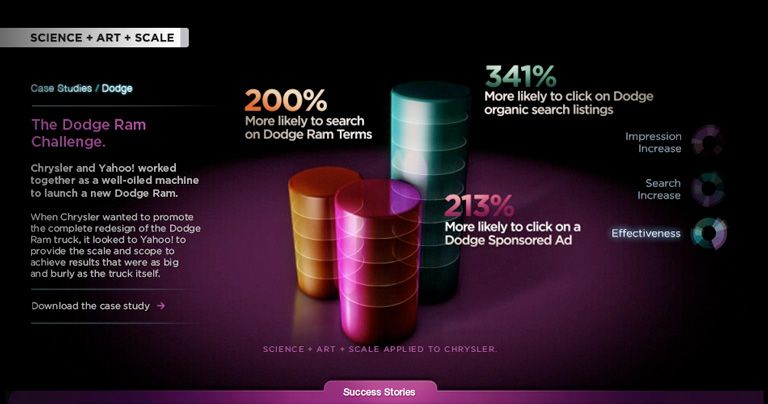 SCIENCE + ART + SCALE
Case Studies / Dodge
The Dodge Ram
Challenge.
Chrysler and Yahoo! worked
together as a well-oiled machine
to launch a new Dodge Ram.
When Chrysler wanted to promote
the complete redesign of the Dodge
Ram truck, it looked to Yahoo! to
provide the scale and scope to
achieve results that were as big
and burly as the truck itself.
Download the case study →
200%
More likely to search
on Dodge Ram Terms
341%
More likely to click on Dodge
organic search listings
213%
More likely to click on a
Dodge Sponsored Ad
Impression
Increase
Search
Increase
Effectiveness
SCIENCE + ART + SCALE APPLIED TO CHRYSLER.
Success Stories